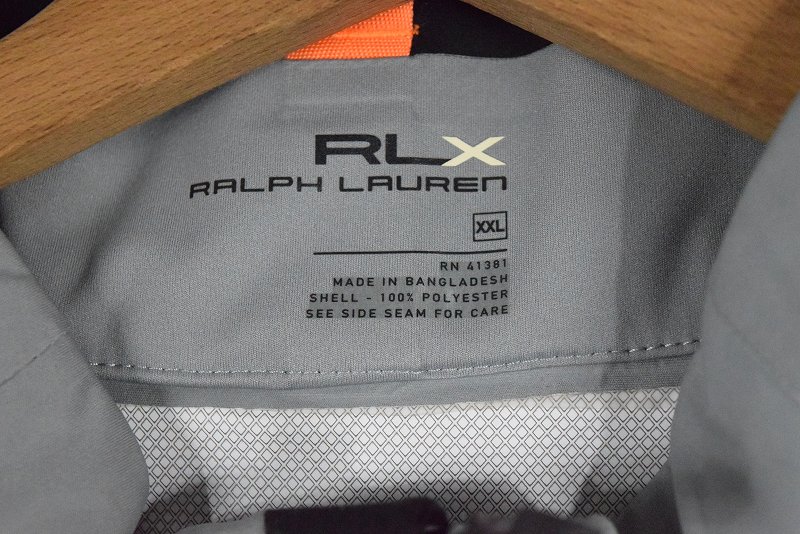 RLX
RALPH LAUREN
XXL
RN 41381
MADE IN BANGLADESH
SHELL - 100% POLYESTER
SEE SIDE SEAM FOR CARE